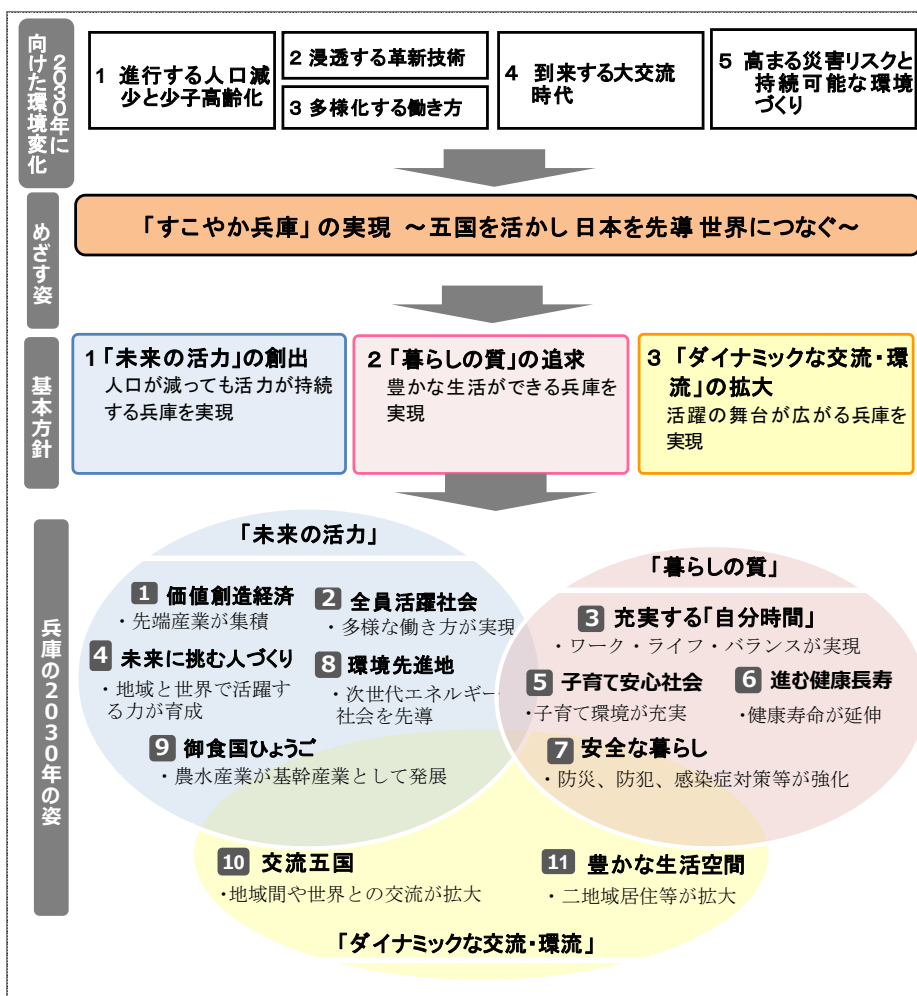 2030年に
向けた環境変化
1 進行する人口減
少と少子高齢化
2 浸透する革新技術
3 多様化する働き方
4 到来する大交流
時代
5 高まる災害リスクと
持続可能な環境
づくり
めざす姿
「すこやか兵庫」の実現 ～五国を活かし 日本を先導 世界につなぐ～
基本方針
1 「未来の活力」の創出
人口が減っても活力が持続
する兵庫を実現
2 「暮らしの質」の追求
豊かな生活ができる兵庫を
実現
3 「ダイナミックな交流・環
流」の拡大
活躍の舞台が広がる兵庫を
実現
兵庫の2030年の姿
「未来の活力」
1 価値創造経済
・先端産業が集積
2 全員活躍社会
・多様な働き方が実現
4 未来に挑む人づくり
・地域と世界で活躍す
る力が育成
8 環境先進地
・次世代エネルギー
社会を先導
9 御食国ひょうご
・農水産業が基幹産業として発展
「暮らしの質」
3 充実する「自分時間」
・ワーク・ライフ・バランスが実現
5 子育て安心社会
・子育て環境が充実
6 進む健康長寿
・健康寿命が延伸
7 安全な暮らし
・防災、防犯、感染症対策等が強化
10 交流五国
・地域間や世界との交流が拡大
11 豊かな生活空間
・二地域居住等が拡大
「ダイナミックな交流・環流」